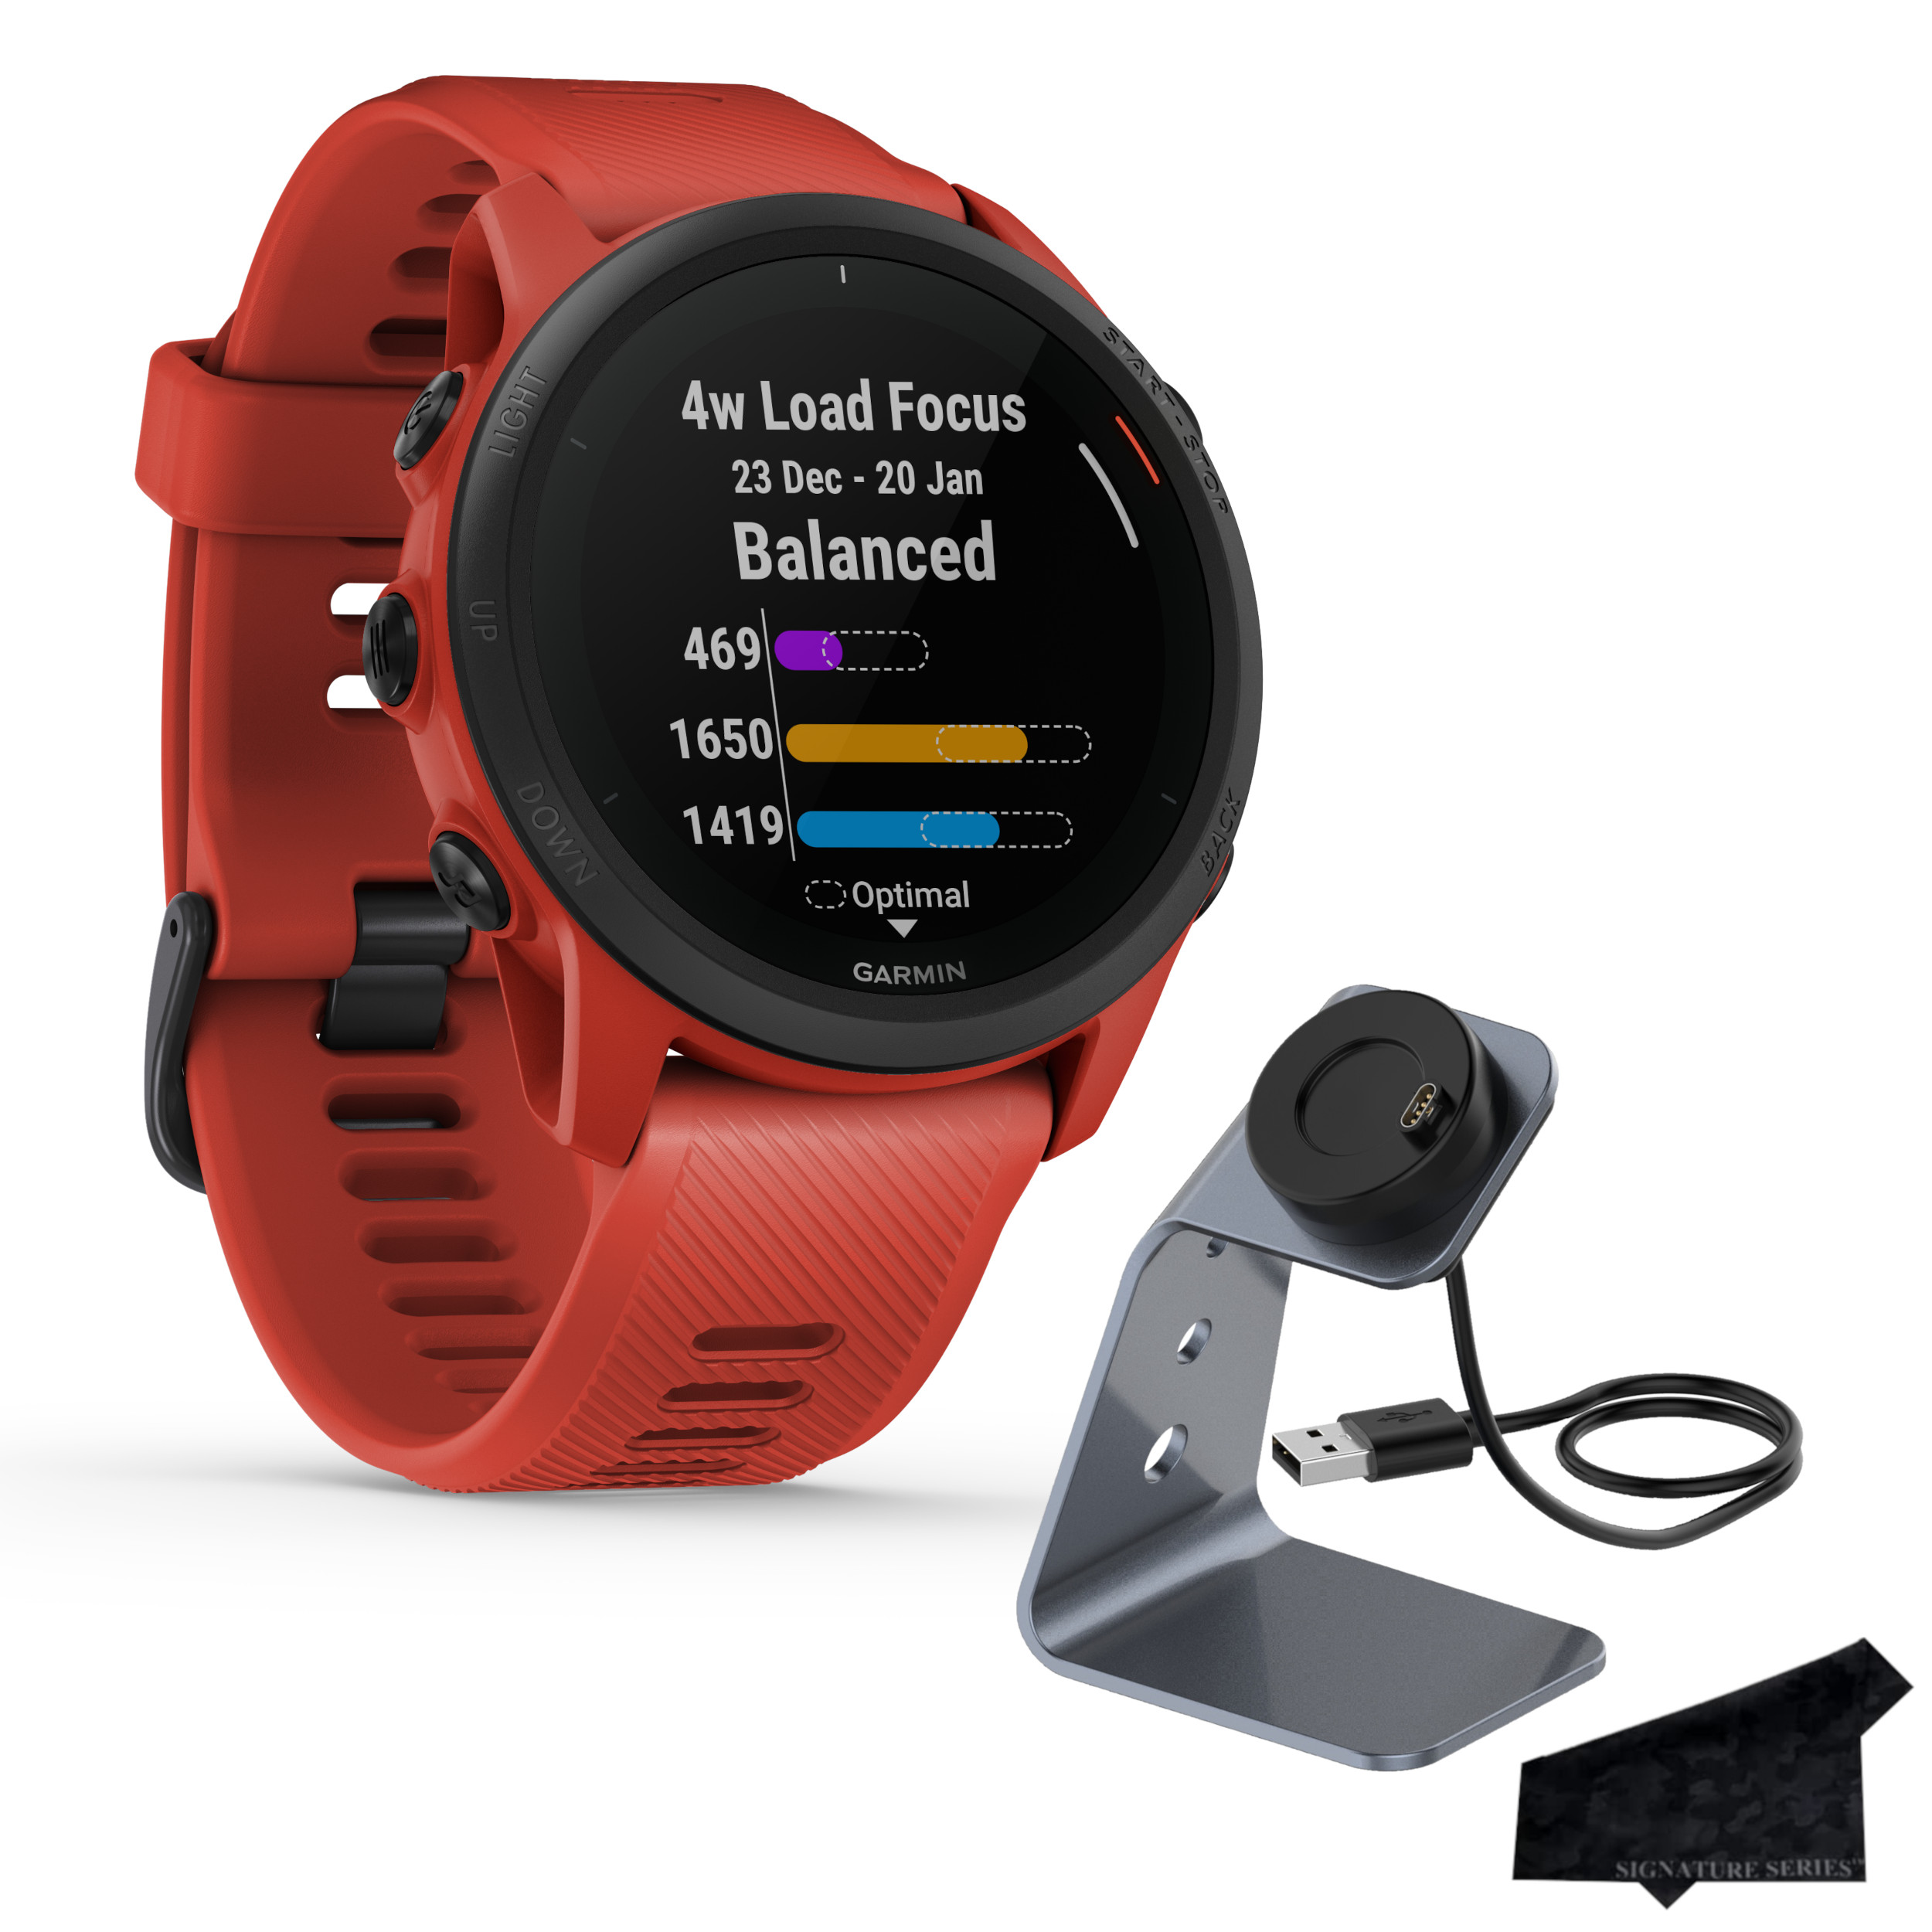 4w Load Focus
23 Dec - 20 Jan
Balanced
469
1650
1419
Optimal
GARMIN
LIGHT
UP
DOWN
START-STOP
BACK
SIGNATURE SERIES™